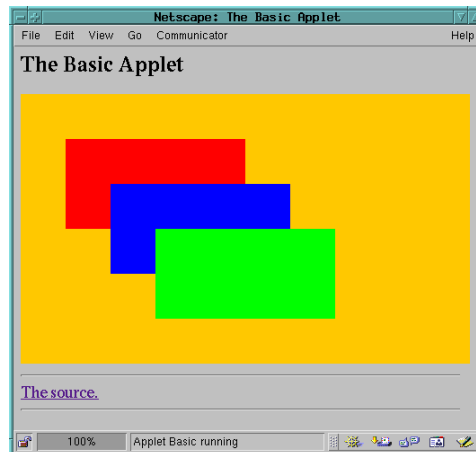 Netscape: The Basic Applet
File Edit View Go Communicator Help
The Basic Applet
The source.
100% Applet Basic running